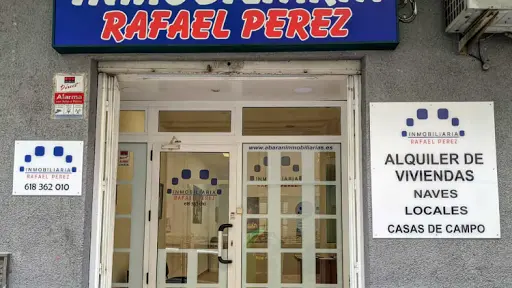 INMOBILIARIA
RAFAEL PEREZ
Alarma
INMOBILIARIA
RAFAEL PEREZ
618 362 010
INMOBILIARIA
RAFAEL PEREZ
www.abaraninmobiliarias.es
INMOBILIARIA
RAFAEL PEREZ
ALQUILER DE
VIVIENDAS
NAVES
LOCALES
CASAS DE CAMPO